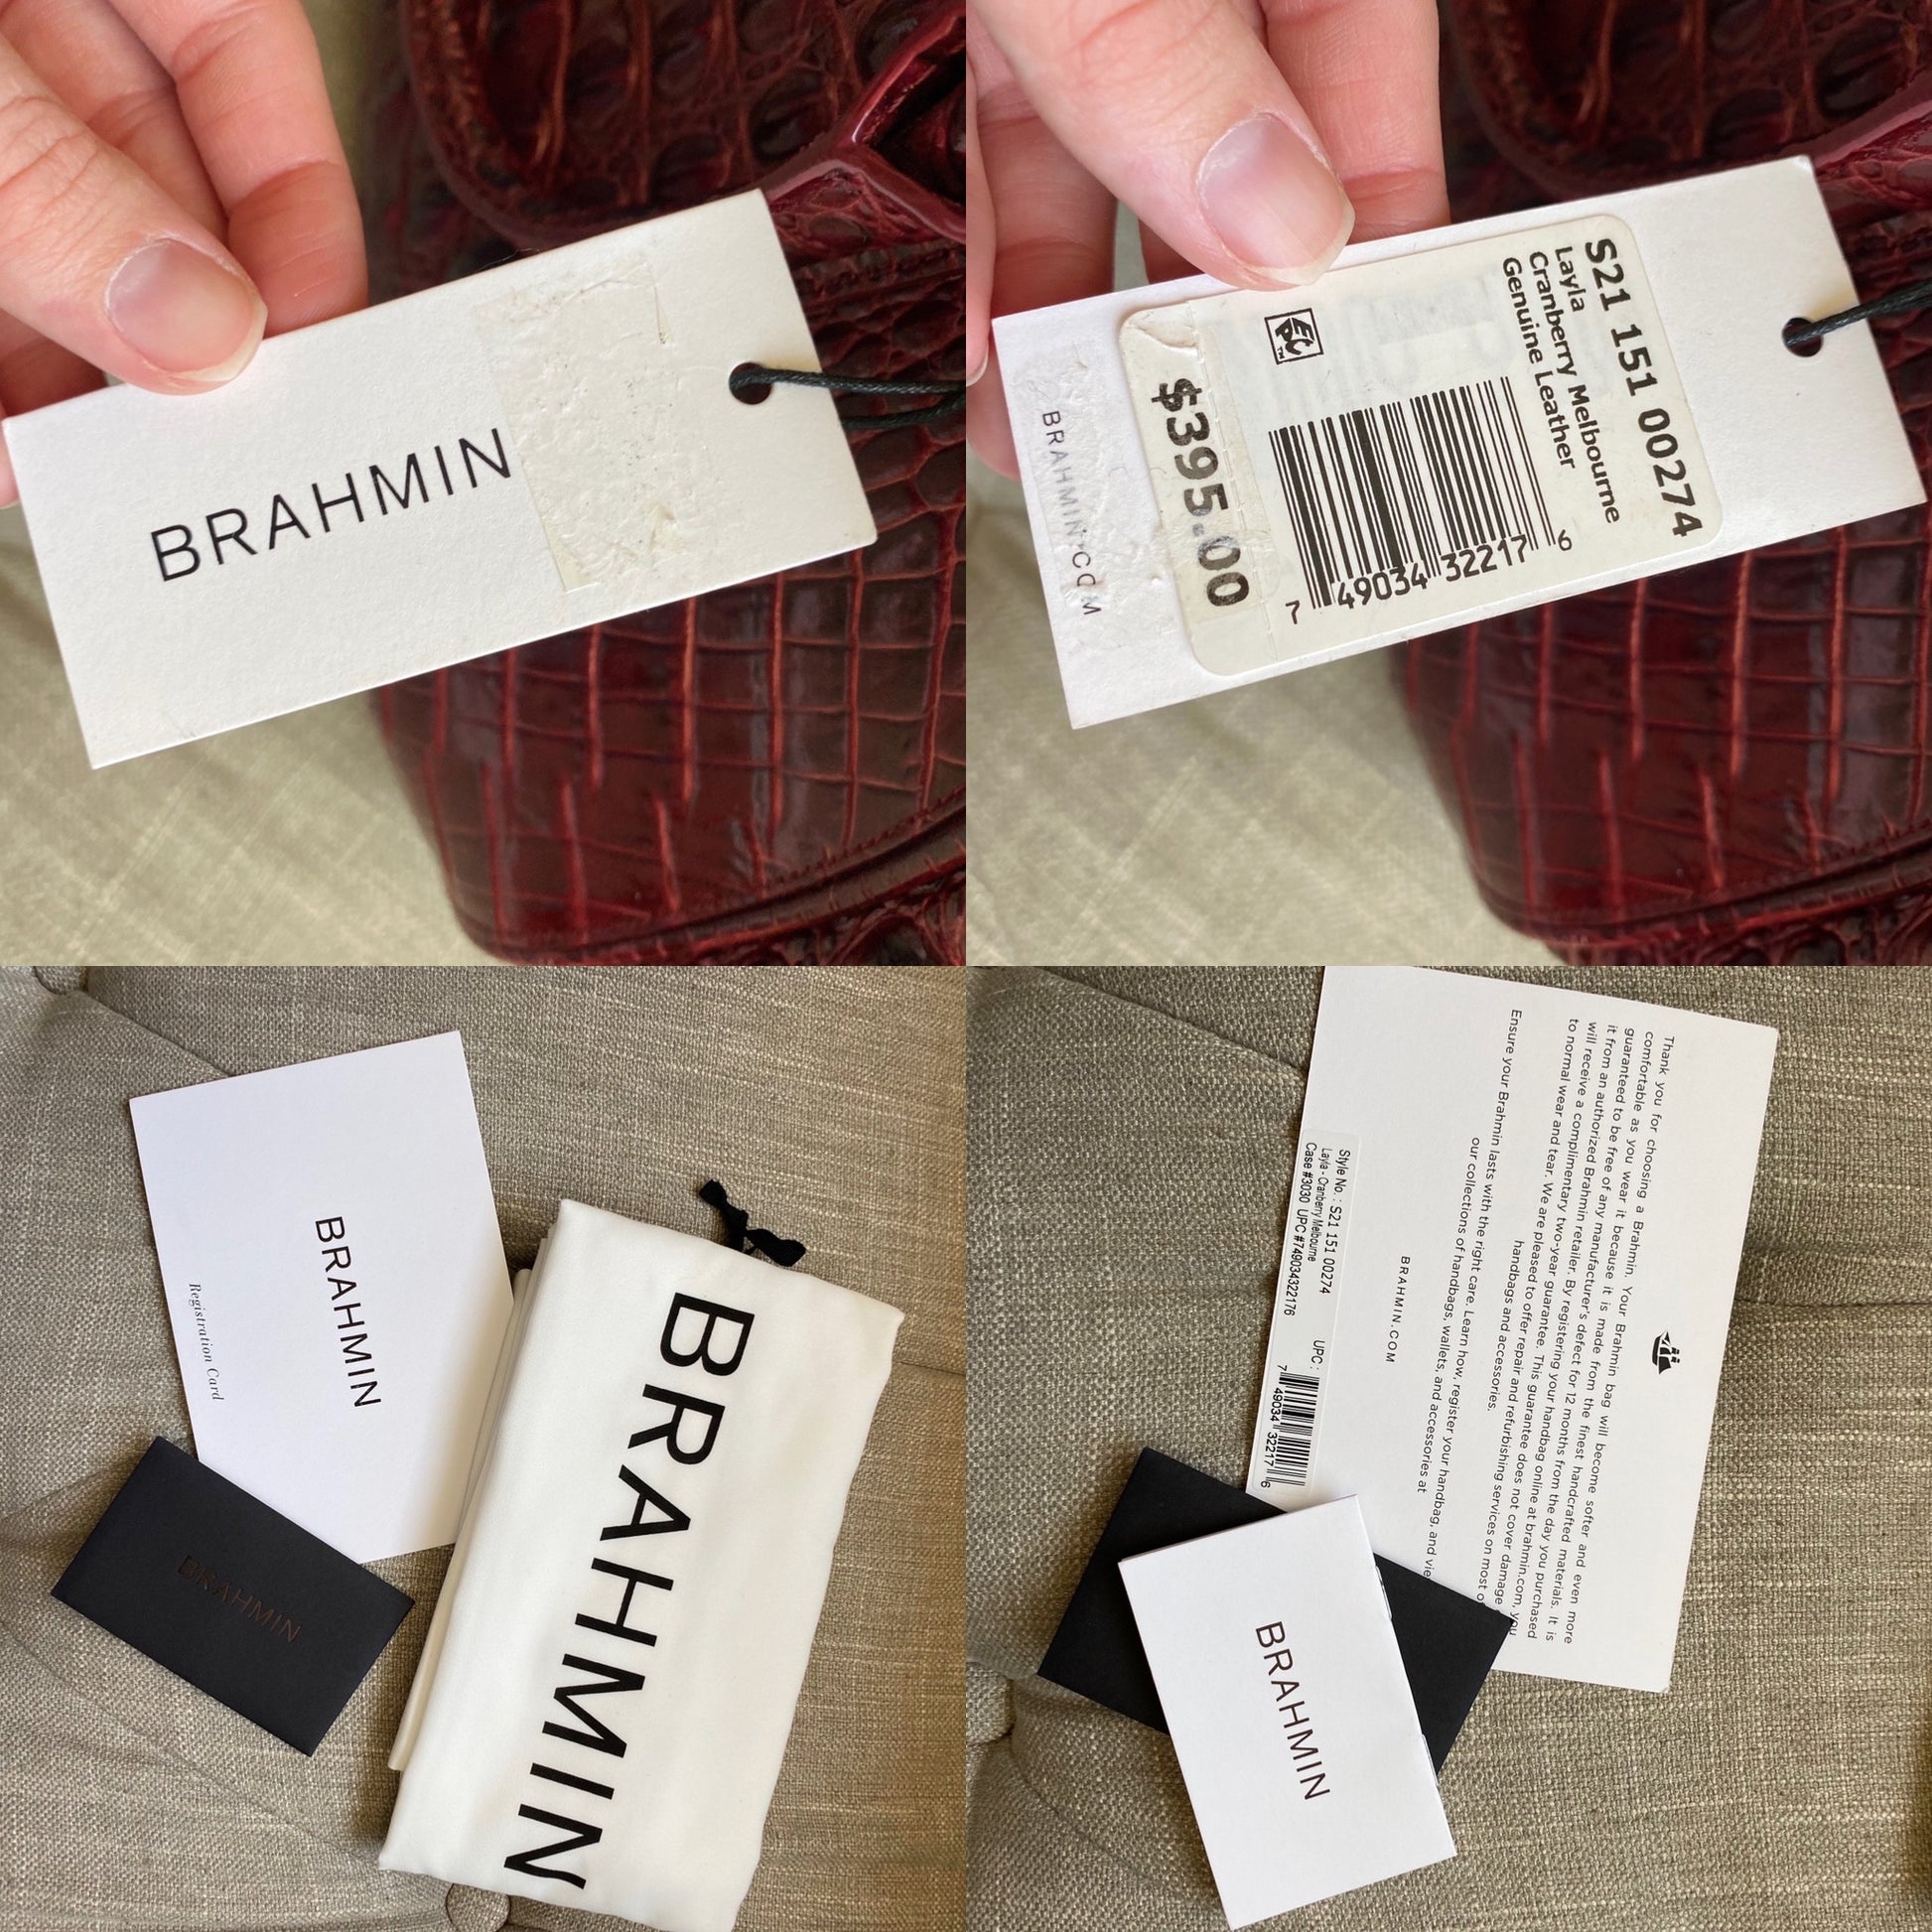 BRAHMIN
S21 151 00274
Layla
Cranberry Melbourne
Genuine Leather
7 49034 32217 6
EPC™
$395.00
BRAHMIN.COM
BRAHMIN
Registration Card
BRAHMIN
BRAHMIN
Thank you for choosing a Brahmin. Your Brahmin bag will become softer and even more
comfortable as you wear it because it is made from the finest handcrafted materials. It is
guaranteed to be free of any manufacturer's defect for 12 months from the day you purchased
it from an authorized Brahmin retailer. By registering your handbag online at brahmin.com, you
will receive a complimentary two-year guarantee. This guarantee does not cover damage
to normal wear and tear. We are pleased to offer repair and refurbishing services on most
handbags and accessories.
Ensure your Brahmin lasts with the right care. Learn how, register your handbag, and
our collections of handbags, wallets, and accessories at
BRAHMIN.COM
Style No.: S21 151 00274
Layla - Cranberry Melbourne
Case #3030 UPC #749034322176
UPC:
7 49034 32217 6
BRAHMIN